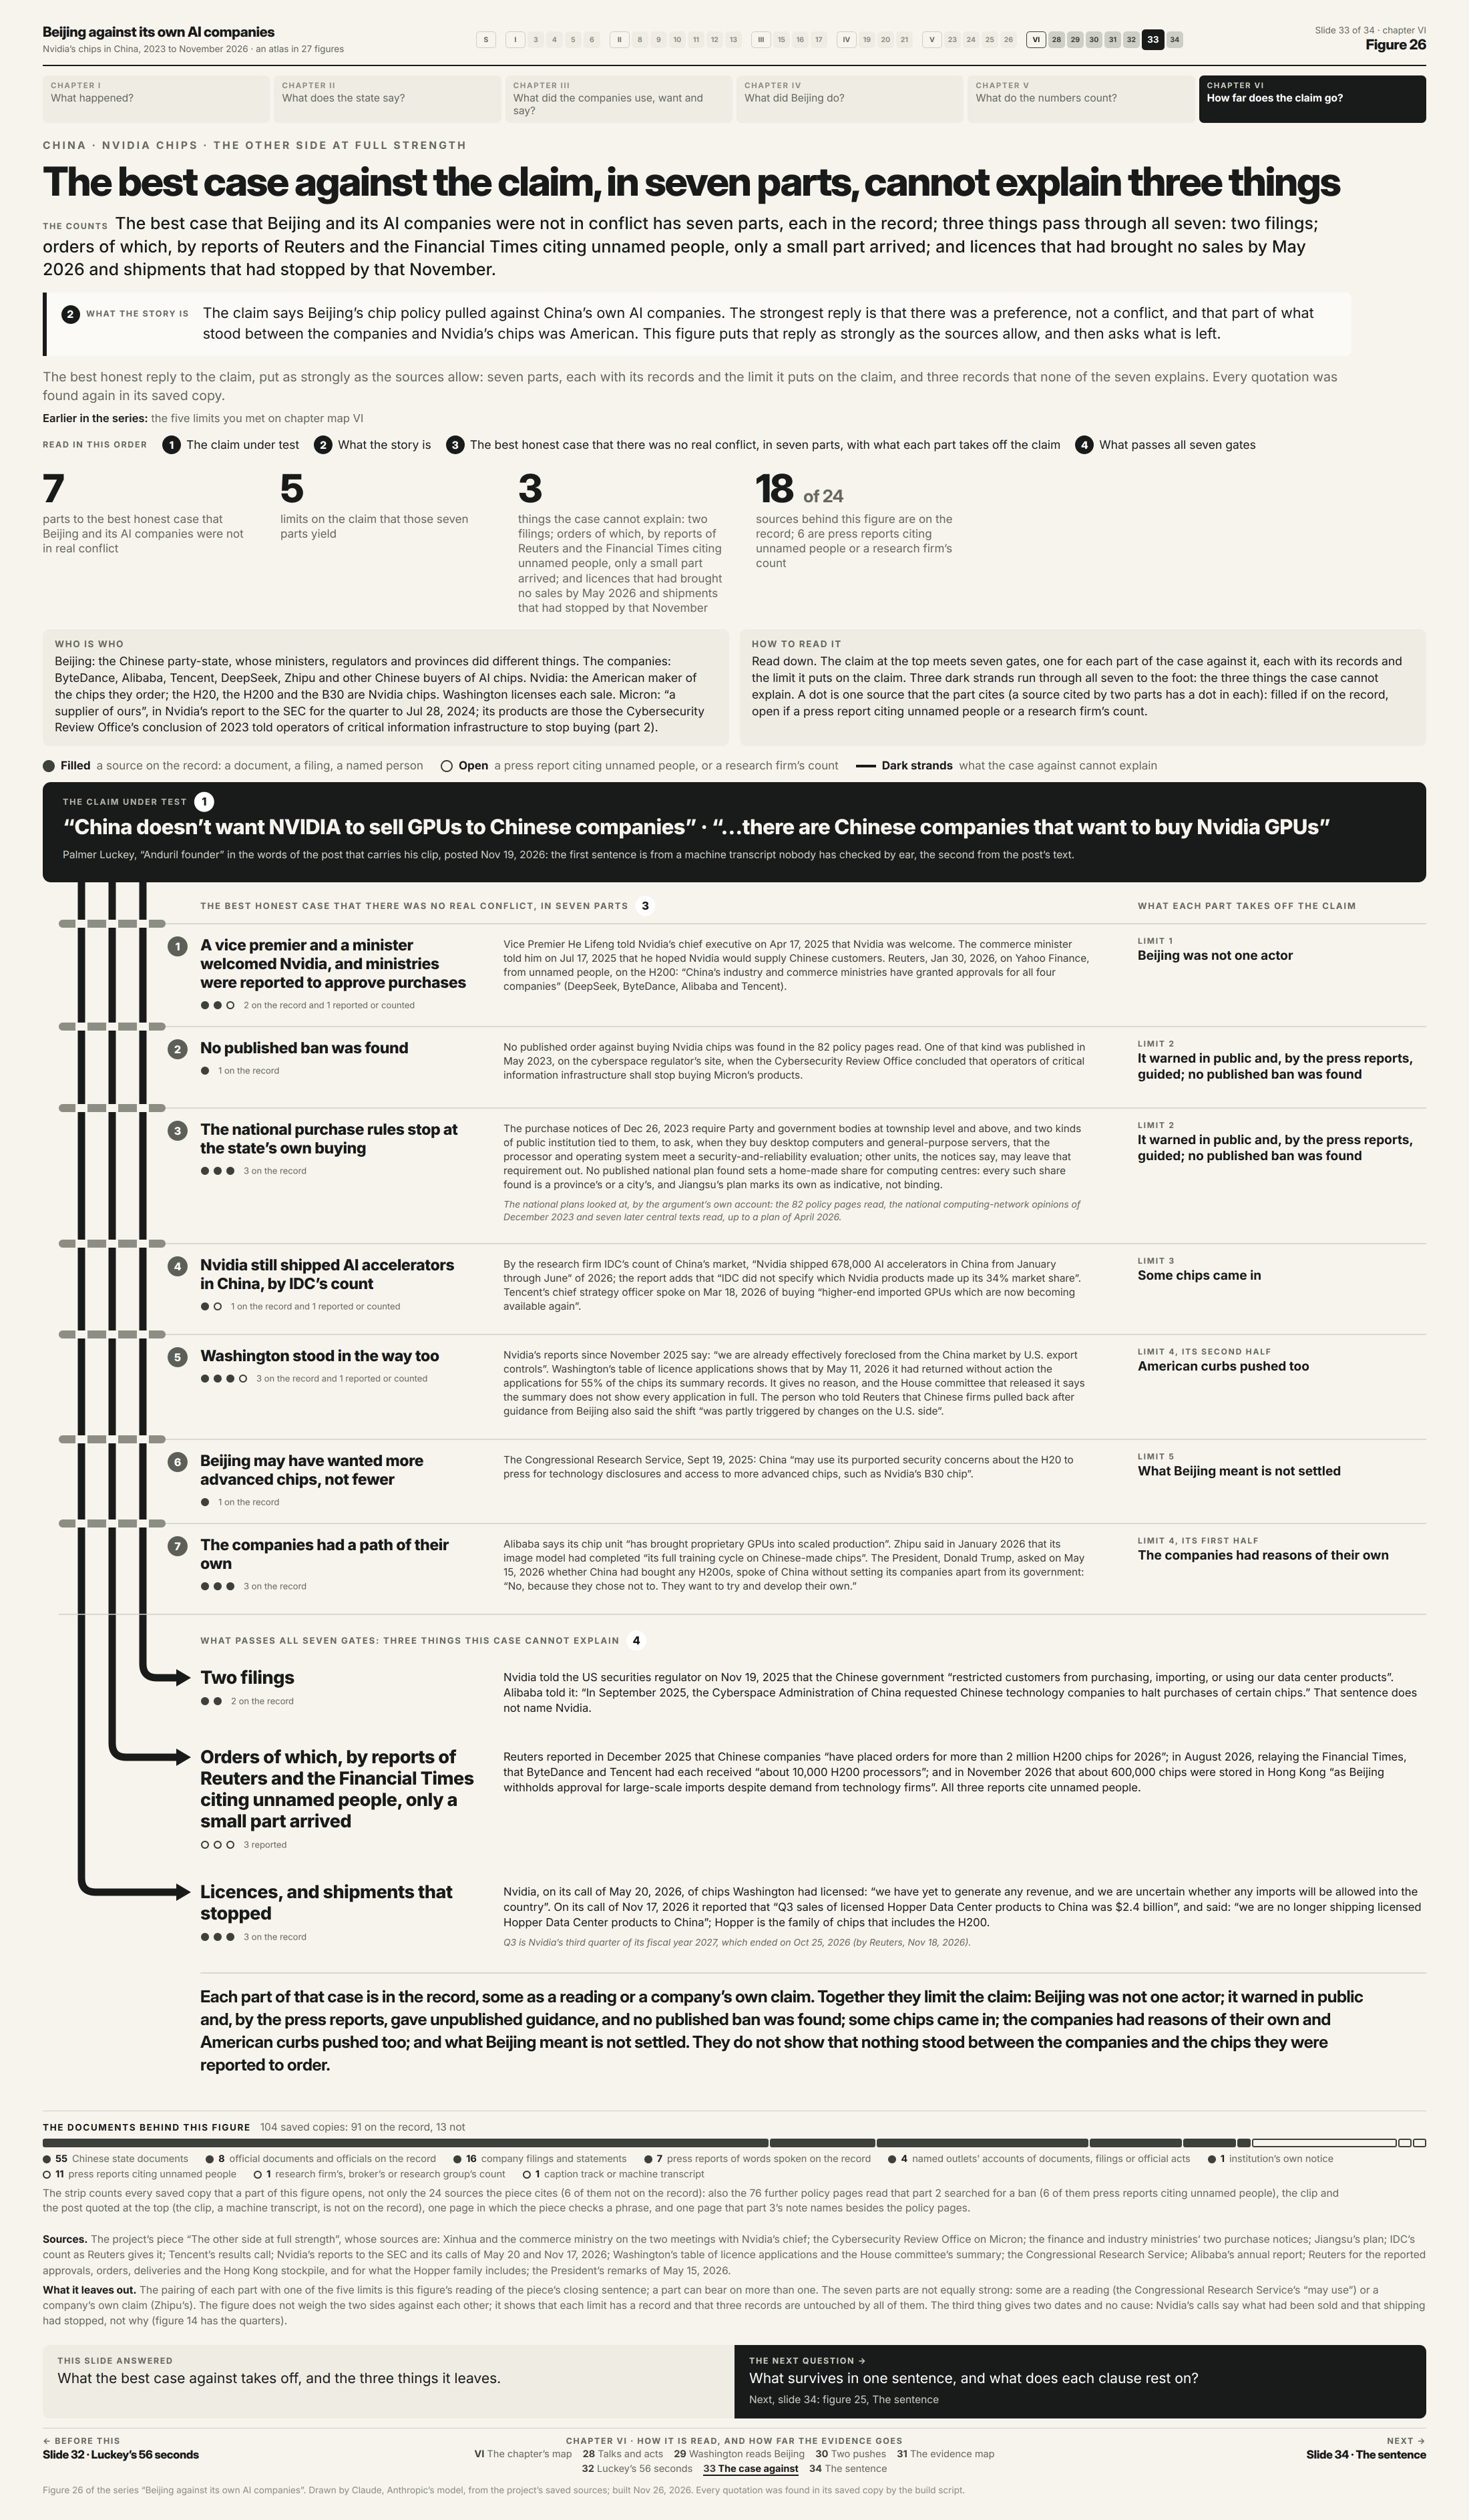 Beijing against its own AI companies
Nvidia's chips in China, 2023 to November 2026 · an atlas in 27 figures
S I 3 4 5 6 II 8 9 10 11 12 13 III 15 16 17 IV 19 20 21 V 23 24 25 26 VI 28 29 30 31 32 33 34
Slide 33 of 34 · chapter VI
Figure 26
CHAPTER I
What happened?
CHAPTER II
What does the state say?
CHAPTER III
What did the companies use, want and
say?
CHAPTER IV
What did Beijing do?
CHAPTER V
What do the numbers count?
CHAPTER VI
How far does the claim go?
CHINA · NVIDIA CHIPS · THE OTHER SIDE AT FULL STRENGTH
The best case against the claim, in seven parts, cannot explain three things
THE COUNTS The best case that Beijing and its AI companies were not in conflict has seven parts, each in the record; three things pass through all seven: two filings;
orders of which, by reports of Reuters and the Financial Times citing unnamed people, only a small part arrived; and licences that had brought no sales by May
2026 and shipments that had stopped by that November.
2 WHAT THE STORY IS The claim says Beijing's chip policy pulled against China's own AI companies. The strongest reply is that there was a preference, not a conflict, and that part of what
stood between the companies and Nvidia's chips was American. This figure puts that reply as strongly as the sources allow, and then asks what is left.
The best honest reply to the claim, put as strongly as the sources allow: seven parts, each with its records and the limit it puts on the claim, and three records that none of the seven explains. Every quotation was
found again in its saved copy.
Earlier in the series: the five limits you met on chapter map VI
READ IN THIS ORDER 1 The claim under test 2 What the story is 3 The best honest case that there was no real conflict, in seven parts, with what each part takes off the claim 4 What passes all seven gates
7
parts to the best honest case that
Beijing and its AI companies were not
in real conflict
5
limits on the claim that those seven
parts yield
3
things the case cannot explain: two
filings; orders of which, by reports of
Reuters and the Financial Times citing
unnamed people, only a small part
arrived; and licences that had brought
no sales by May 2026 and shipments
that had stopped by that November
18 of 24
sources behind this figure are on the
record; 6 are press reports citing
unnamed people or a research firm's
count
WHO IS WHO
Beijing: the Chinese party-state, whose ministers, regulators and provinces did different things. The companies:
ByteDance, Alibaba, Tencent, DeepSeek, Zhipu and other Chinese buyers of AI chips. Nvidia: the American maker of
the chips they order; the H20, the H200 and the B30 are Nvidia chips. Washington licenses each sale. Micron: "a
supplier of ours", in Nvidia's report to the SEC for the quarter to Jul 28, 2024; its products are those the Cybersecurity
Review Office's conclusion of 2023 told operators of critical information infrastructure to stop buying (part 2).
HOW TO READ IT
Read down. The claim at the top meets seven gates, one for each part of the case against it, each with its records and
the limit it puts on the claim. Three dark strands run through all seven to the foot: the three things the case cannot
explain. A dot is one source that the part cites (a source cited by two parts has a dot in each): filled if on the record,
open if a press report citing unnamed people or a research firm's count.
Filled a source on the record: a document, a filing, a named person Open a press report citing unnamed people, or a research firm's count Dark strands what the case against cannot explain
THE CLAIM UNDER TEST 1
"China doesn't want NVIDIA to sell GPUs to Chinese companies" · "…there are Chinese companies that want to buy Nvidia GPUs"
Palmer Luckey, "Anduril founder" in the words of the post that carries his clip, posted Nov 19, 2026: the first sentence is from a machine transcript nobody has checked by ear, the second from the post's text.
THE BEST HONEST CASE THAT THERE WAS NO REAL CONFLICT, IN SEVEN PARTS 3
WHAT EACH PART TAKES OFF THE CLAIM
1
A vice premier and a minister
welcomed Nvidia, and ministries
were reported to approve purchases
2 on the record and 1 reported or counted
Vice Premier He Lifeng told Nvidia's chief executive on Apr 17, 2025 that Nvidia was welcome. The commerce minister
told him on Jul 17, 2025 that he hoped Nvidia would supply Chinese customers. Reuters, Jan 30, 2026, on Yahoo Finance,
from unnamed people, on the H200: "China's industry and commerce ministries have granted approvals for all four
companies" (DeepSeek, ByteDance, Alibaba and Tencent).
LIMIT 1
Beijing was not one actor
2
No published ban was found
1 on the record
No published order against buying Nvidia chips was found in the 82 policy pages read. One of that kind was published in
May 2023, on the cyberspace regulator's site, when the Cybersecurity Review Office concluded that operators of critical
information infrastructure shall stop buying Micron's products.
LIMIT 2
It warned in public and, by the press reports,
guided; no published ban was found
3
The national purchase rules stop at
the state's own buying
3 on the record
The purchase notices of Dec 26, 2023 require Party and government bodies at township level and above, and two kinds
of public institution tied to them, to ask, when they buy desktop computers and general-purpose servers, that the
processor and operating system meet a security-and-reliability evaluation; other units, the notices say, may leave that
requirement out. No published national plan found sets a home-made share for computing centres: every such share
found is a province's or a city's, and Jiangsu's plan marks its own as indicative, not binding.
The national plans looked at, by the argument's own account: the 82 policy pages read, the national computing-network opinions of
December 2023 and seven later central texts read, up to a plan of April 2026.
LIMIT 2
It warned in public and, by the press reports,
guided; no published ban was found
4
Nvidia still shipped AI accelerators
in China, by IDC's count
1 on the record and 1 reported or counted
By the research firm IDC's count of China's market, "Nvidia shipped 678,000 AI accelerators in China from January
through June" of 2026; the report adds that "IDC did not specify which Nvidia products made up its 34% market share".
Tencent's chief strategy officer spoke on Mar 18, 2026 of buying "higher-end imported GPUs which are now becoming
available again".
LIMIT 3
Some chips came in
5
Washington stood in the way too
3 on the record and 1 reported or counted
Nvidia's reports since November 2025 say: "we are already effectively foreclosed from the China market by U.S. export
controls". Washington's table of licence applications shows that by May 11, 2026 it had returned without action the
applications for 55% of the chips its summary records. It gives no reason, and the House committee that released it says
the summary does not show every application in full. The person who told Reuters that Chinese firms pulled back after
guidance from Beijing also said the shift "was partly triggered by changes on the U.S. side".
LIMIT 4, ITS SECOND HALF
American curbs pushed too
6
Beijing may have wanted more
advanced chips, not fewer
1 on the record
The Congressional Research Service, Sept 19, 2025: China "may use its purported security concerns about the H20 to
press for technology disclosures and access to more advanced chips, such as Nvidia's B30 chip".
LIMIT 5
What Beijing meant is not settled
7
The companies had a path of their
own
3 on the record
Alibaba says its chip unit "has brought proprietary GPUs into scaled production". Zhipu said in January 2026 that its
image model had completed "its full training cycle on Chinese-made chips". The President, Donald Trump, asked on May
15, 2026 whether China had bought any H200s, spoke of China without setting its companies apart from its government:
"No, because they chose not to. They want to try and develop their own."
LIMIT 4, ITS FIRST HALF
The companies had reasons of their own
WHAT PASSES ALL SEVEN GATES: THREE THINGS THIS CASE CANNOT EXPLAIN 4
Two filings
2 on the record
Nvidia told the US securities regulator on Nov 19, 2025 that the Chinese government "restricted customers from purchasing, importing, or using our data center products".
Alibaba told it: "In September 2025, the Cyberspace Administration of China requested Chinese technology companies to halt purchases of certain chips." That sentence does
not name Nvidia.
Orders of which, by reports of
Reuters and the Financial Times
citing unnamed people, only a
small part arrived
3 reported
Reuters reported in December 2025 that Chinese companies "have placed orders for more than 2 million H200 chips for 2026"; in August 2026, relaying the Financial Times,
that ByteDance and Tencent had each received "about 10,000 H200 processors"; and in November 2026 that about 600,000 chips were stored in Hong Kong "as Beijing
withholds approval for large-scale imports despite demand from technology firms". All three reports cite unnamed people.
Licences, and shipments that
stopped
3 on the record
Nvidia, on its call of May 20, 2026, of chips Washington had licensed: "we have yet to generate any revenue, and we are uncertain whether any imports will be allowed into the
country". On its call of Nov 17, 2026 it reported that "Q3 sales of licensed Hopper Data Center products to China was $2.4 billion", and said: "we are no longer shipping licensed
Hopper Data Center products to China"; Hopper is the family of chips that includes the H200.
Q3 is Nvidia's third quarter of its fiscal year 2027, which ended on Oct 25, 2026 (by Reuters, Nov 18, 2026).
Each part of that case is in the record, some as a reading or a company's own claim. Together they limit the claim: Beijing was not one actor; it warned in public
and, by the press reports, gave unpublished guidance, and no published ban was found; some chips came in; the companies had reasons of their own and
American curbs pushed too; and what Beijing meant is not settled. They do not show that nothing stood between the companies and the chips they were
reported to order.
THE DOCUMENTS BEHIND THIS FIGURE 104 saved copies: 91 on the record, 13 not
55 Chinese state documents 8 official documents and officials on the record 16 company filings and statements 7 press reports of words spoken on the record 4 named outlets' accounts of documents, filings or official acts 1 institution's own notice
11 press reports citing unnamed people 1 research firm's, broker's or research group's count 1 caption track or machine transcript
The strip counts every saved copy that a part of this figure opens, not only the 24 sources the piece cites (6 of them not on the record): also the 76 further policy pages read that part 2 searched for a ban (6 of them press reports citing unnamed people), the clip and
the post quoted at the top (the clip, a machine transcript, is not on the record), one page in which the piece checks a phrase, and one page that part 3's note names besides the policy pages.
Sources. The project's piece "The other side at full strength", whose sources are: Xinhua and the commerce ministry on the two meetings with Nvidia's chief; the Cybersecurity Review Office on Micron; the finance and industry ministries' two purchase notices; Jiangsu's plan; IDC's
count as Reuters gives it; Tencent's results call; Nvidia's reports to the SEC and its calls of May 20 and Nov 17, 2026; Washington's table of licence applications and the House committee's summary; the Congressional Research Service; Alibaba's annual report; Reuters for the reported
approvals, orders, deliveries and the Hong Kong stockpile, and for what the Hopper family includes; the President's remarks of May 15, 2026.
What it leaves out. The pairing of each part with one of the five limits is this figure's reading of the piece's closing sentence; a part can bear on more than one. The seven parts are not equally strong: some are a reading (the Congressional Research Service's "may use") or a
company's own claim (Zhipu's). The figure does not weigh the two sides against each other; it shows that each limit has a record and that three records are untouched by all of them. The third thing gives two dates and no cause: Nvidia's calls say what had been sold and that shipping
had stopped, not why (figure 14 has the quarters).
THIS SLIDE ANSWERED
What the best case against takes off, and the three things it leaves.
THE NEXT QUESTION →
What survives in one sentence, and what does each clause rest on?
Next, slide 34: figure 25, The sentence
← BEFORE THIS
Slide 32 · Luckey's 56 seconds
CHAPTER VI · HOW IT IS READ, AND HOW FAR THE EVIDENCE GOES
VI The chapter's map 28 Talks and acts 29 Washington reads Beijing 30 Two pushes 31 The evidence map
32 Luckey's 56 seconds 33 The case against 34 The sentence
NEXT →
Slide 34 · The sentence
Figure 26 of the series "Beijing against its own AI companies". Drawn by Claude, Anthropic's model, from the project's saved sources; built Nov 26, 2026. Every quotation was found in its saved copy by the build script.